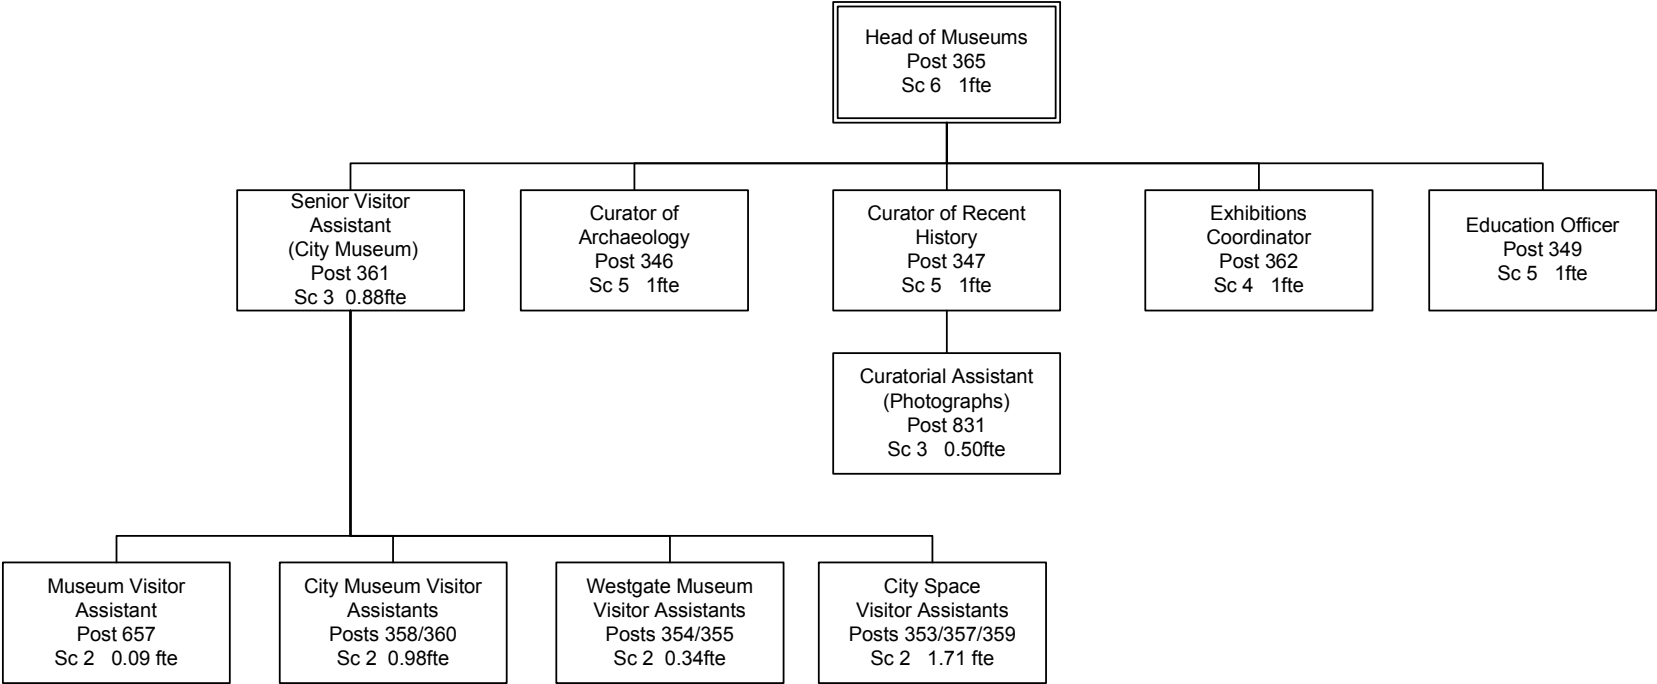 Head of Museums
Post 365
Sc 6 1fte
Senior Visitor
Assistant
(City Museum)
Post 361
Sc 3 0.88fte
Curator of
Archaeology
Post 346
Sc 5 1fte
Curator of Recent
History
Post 347
Sc 5 1fte
Exhibitions
Coordinator
Post 362
Sc 4 1fte
Education Officer
Post 349
Sc 5 1fte
Curatorial Assistant
(Photographs)
Post 831
Sc 3 0.50fte
Museum Visitor
Assistant
Post 657
Sc 2 0.09 fte
City Museum Visitor
Assistants
Posts 358/360
Sc 2 0.98fte
Westgate Museum
Visitor Assistants
Posts 354/355
Sc 2 0.34fte
City Space
Visitor Assistants
Posts 353/357/359
Sc 2 1.71 fte